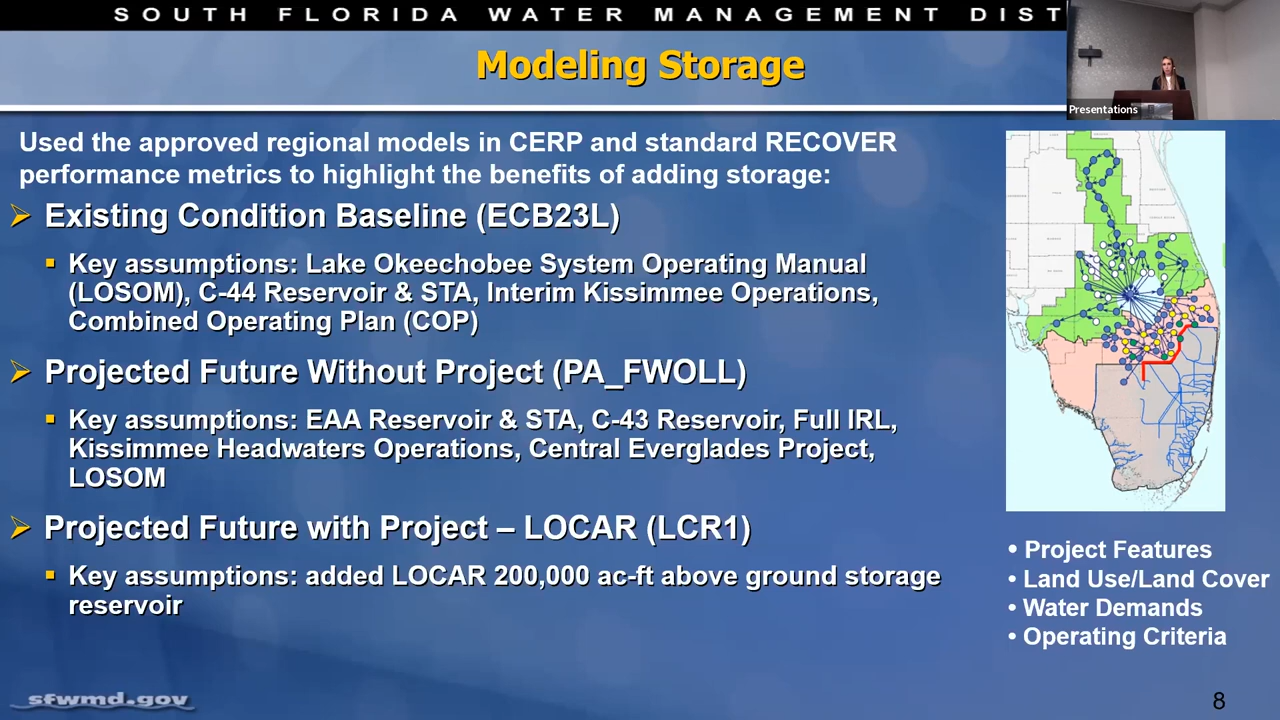 SOUTH FLORIDA WATER MANAGEMENT DIST
Modeling Storage
Presentations
Used the approved regional models in CERP and standard RECOVER
performance metrics to highlight the benefits of adding storage:
Existing Condition Baseline (ECB23L)
Key assumptions: Lake Okeechobee System Operating Manual
(LOSOM), C-44 Reservoir & STA, Interim Kissimmee Operations,
Combined Operating Plan (COP)
Projected Future Without Project (PA_FWOLL)
Key assumptions: EAA Reservoir & STA, C-43 Reservoir, Full IRL,
Kissimmee Headwaters Operations, Central Everglades Project,
LOSOM
Projected Future with Project – LOCAR (LCR1)
Key assumptions: added LOCAR 200,000 ac-ft above ground storage
reservoir
• Project Features
• Land Use/Land Cover
• Water Demands
• Operating Criteria
sfwmd.gov
8